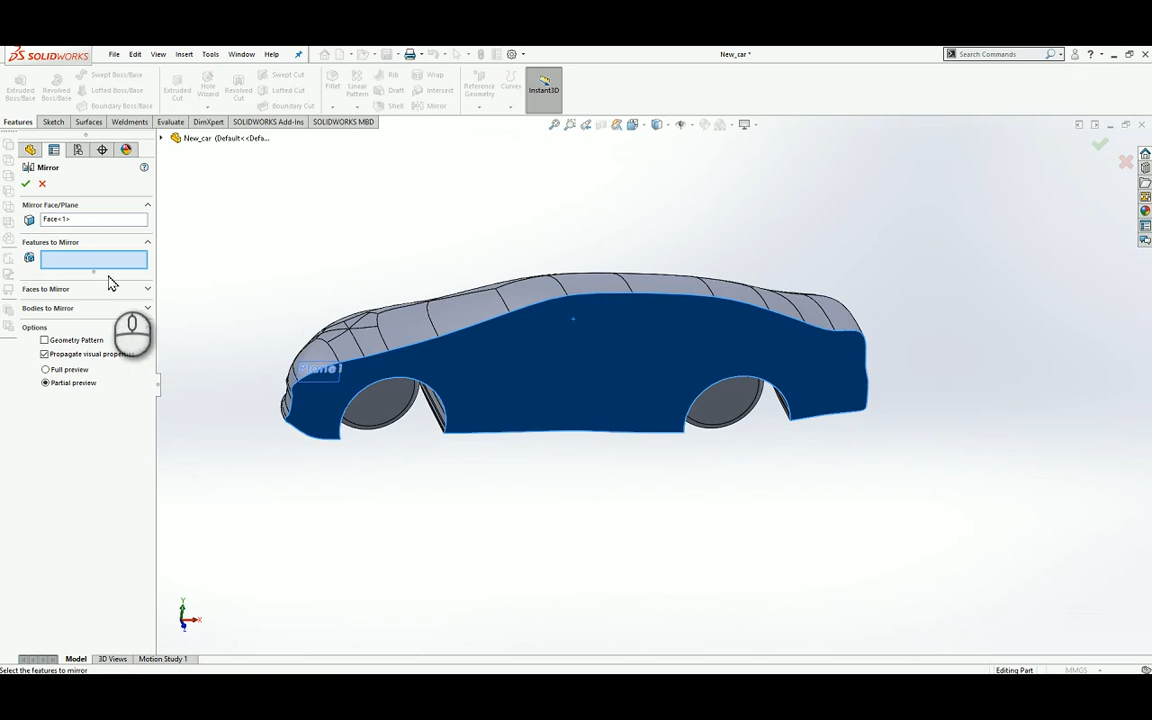 SOLIDWORKS File Edit View Insert Tools Window Help New_car * Search Commands
Extruded Boss/Base Revolved Boss/Base Swept Boss/Base Lofted Boss/Base Boundary Boss/Base Extruded Cut Hole Wizard Revolved Cut Swept Cut Lofted Cut Boundary Cut Fillet Linear Pattern Rib Draft Shell Wrap Intersect Mirror Reference Geometry Curves Instant3D
Features Sketch Surfaces Weldments Evaluate DimXpert SOLIDWORKS Add-Ins SOLIDWORKS MBD
New_car (Default<<Defa...
Mirror
Mirror Face/Plane
Face<1>
Features to Mirror
Faces to Mirror
Bodies to Mirror
Options
Geometry Pattern
Propagate visual
Full preview
Partial preview
Plane1
Y
X
Z
Model 3D Views Motion Study 1
Select the features to mirror Editing Part MMGS